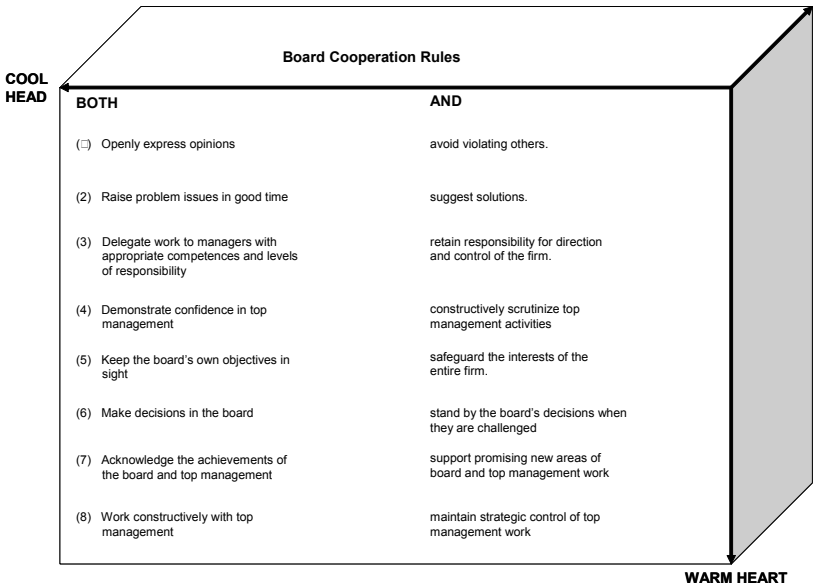 Board Cooperation Rules
COOL
HEAD
BOTH AND
(□) Openly express opinions avoid violating others.
(2) Raise problem issues in good time suggest solutions.
(3) Delegate work to managers with retain responsibility for direction
appropriate competences and levels and control of the firm.
of responsibility
(4) Demonstrate confidence in top constructively scrutinize top
management management activities
(5) Keep the board's own objectives in safeguard the interests of the
sight entire firm.
(6) Make decisions in the board stand by the board's decisions when
they are challenged
(7) Acknowledge the achievements of support promising new areas of
the board and top management board and top management work
(8) Work constructively with top maintain strategic control of top
management management work
WARM HEART